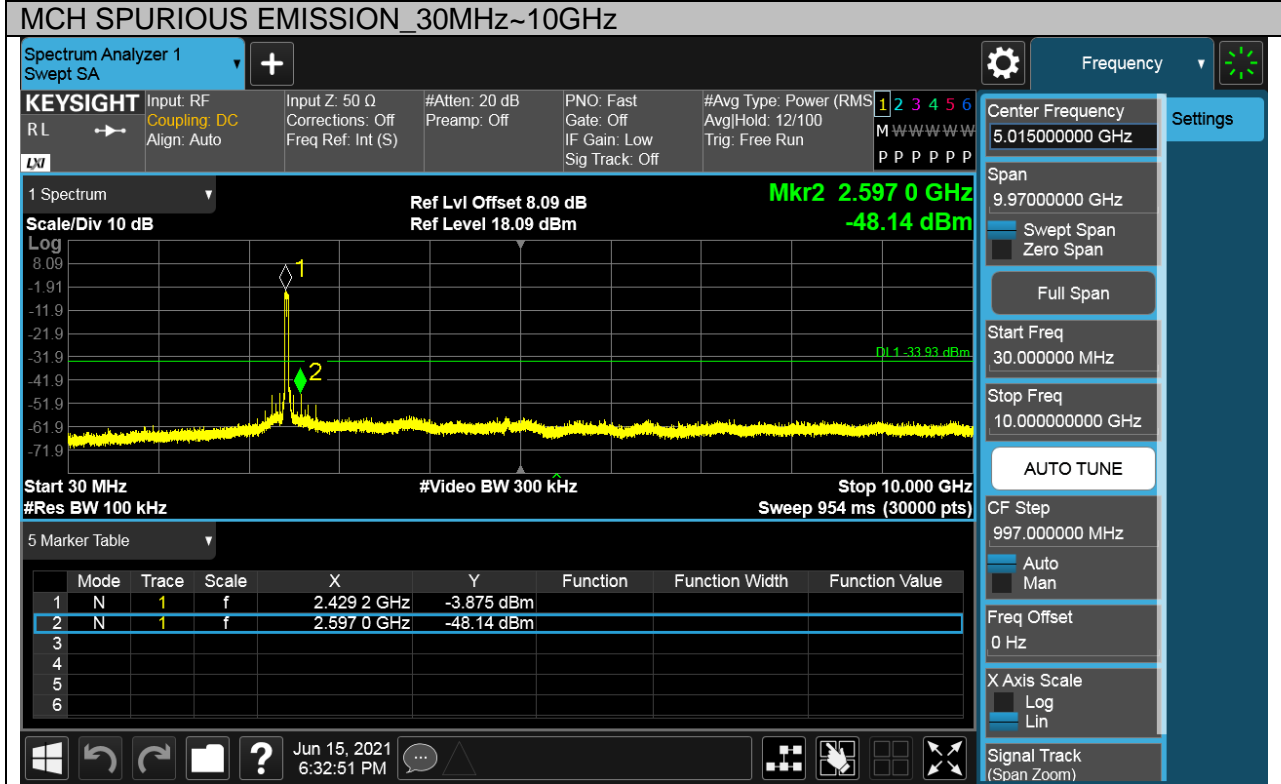 MCH SPURIOUS EMISSION_30MHz~10GHz
Spectrum Analyzer 1
Swept SA
+
Frequency
KEYSIGHT
RL
LXI
Input: RF
Coupling: DC
Align: Auto
Input Z: 50 Ω
Corrections: Off
Freq Ref: Int (S)
#Atten: 20 dB
Preamp: Off
PNO: Fast
Gate: Off
IF Gain: Low
Sig Track: Off
#Avg Type: Power (RMS
Avg|Hold: 12/100
Trig: Free Run
1 2 3 4 5 6
M W W W W W
P P P P P P
1 Spectrum
Scale/Div 10 dB
Ref Lvl Offset 8.09 dB
Ref Level 18.09 dBm
Mkr2 2.597 0 GHz
-48.14 dBm
Log
8.09
-1.91
-11.9
-21.9
-31.9
-41.9
-51.9
-61.9
-71.9
1
2
DL1 -33.93 dBm
Start 30 MHz
#Video BW 300 kHz
Stop 10.000 GHz
#Res BW 100 kHz
Sweep 954 ms (30000 pts)
5 Marker Table
Mode Trace Scale X Y Function Function Width Function Value
1 N 1 f 2.429 2 GHz -3.875 dBm
2 N 1 f 2.597 0 GHz -48.14 dBm
3
4
5
6
?
Jun 15, 2021
6:32:51 PM
Center Frequency
5.015000000 GHz
Settings
Span
9.97000000 GHz
Swept Span
Zero Span
Full Span
Start Freq
30.000000 MHz
Stop Freq
10.000000000 GHz
AUTO TUNE
CF Step
997.000000 MHz
Auto
Man
Freq Offset
0 Hz
X Axis Scale
Log
Lin
Signal Track
(Span Zoom)